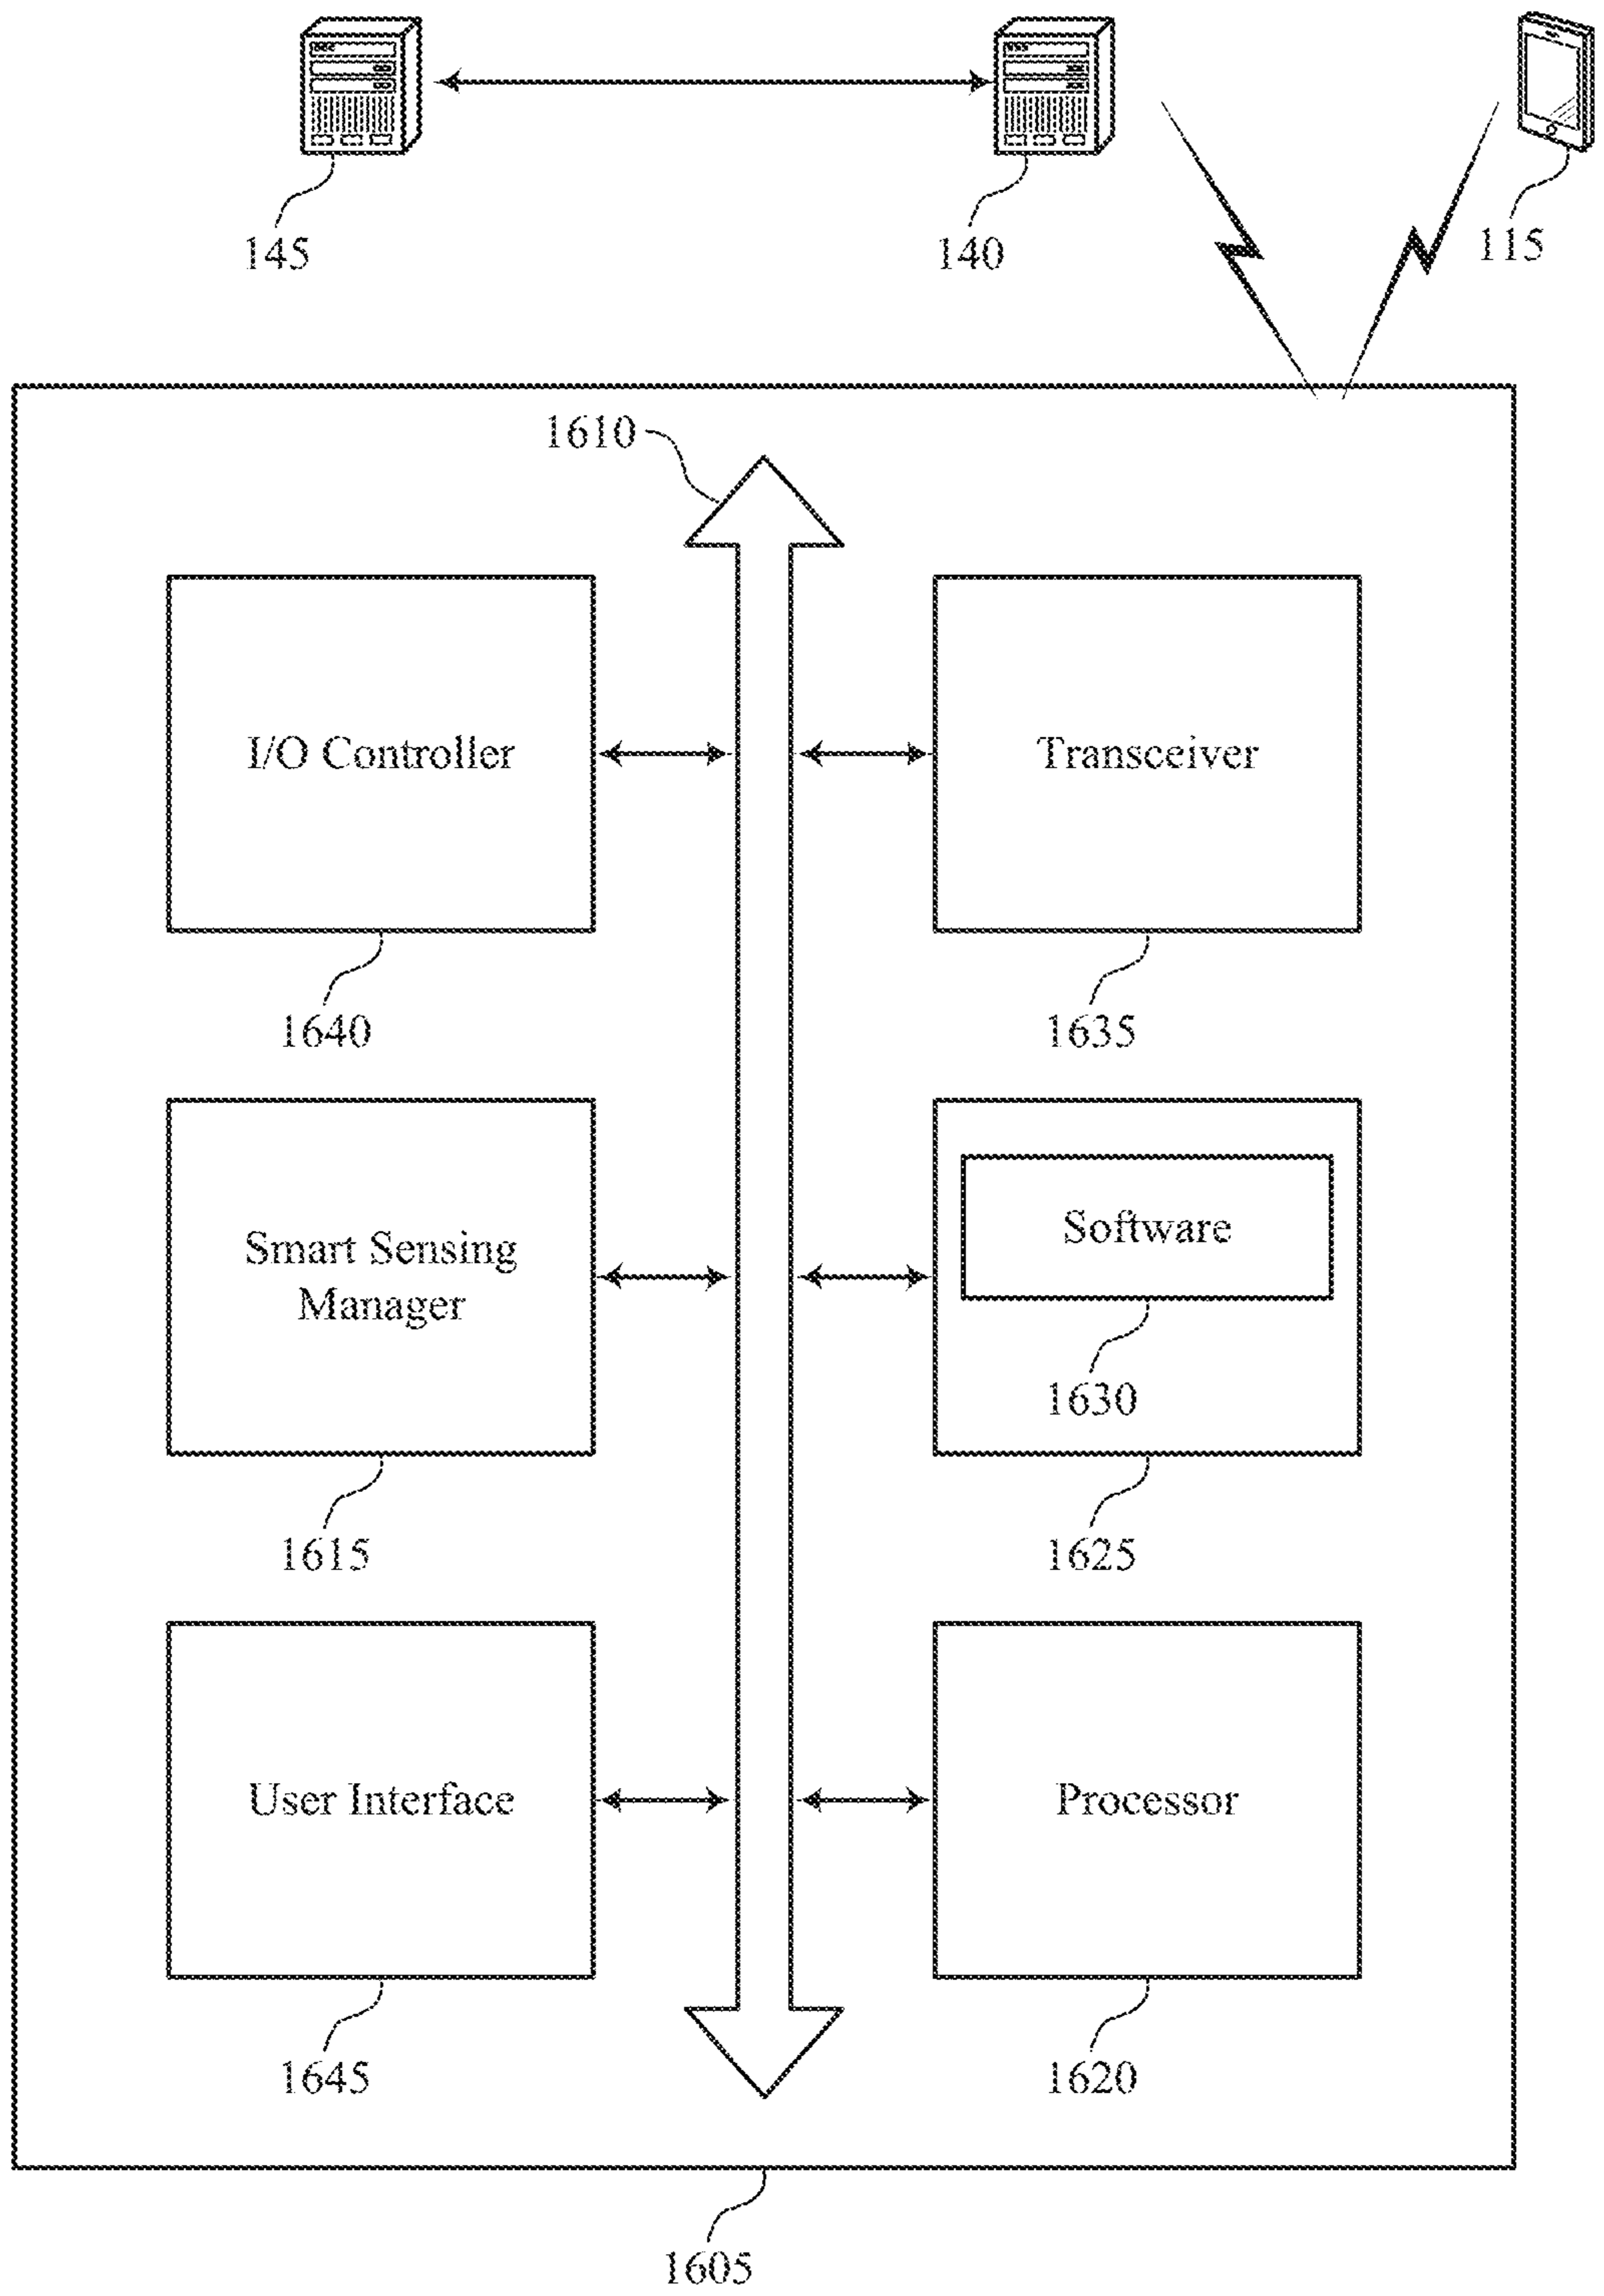 145
140
115
1610
I/O Controller
Transceiver
1640
1635
Smart Sensing
Manager
Software
1630
1615
1625
User Interface
Processor
1645
1620
1605